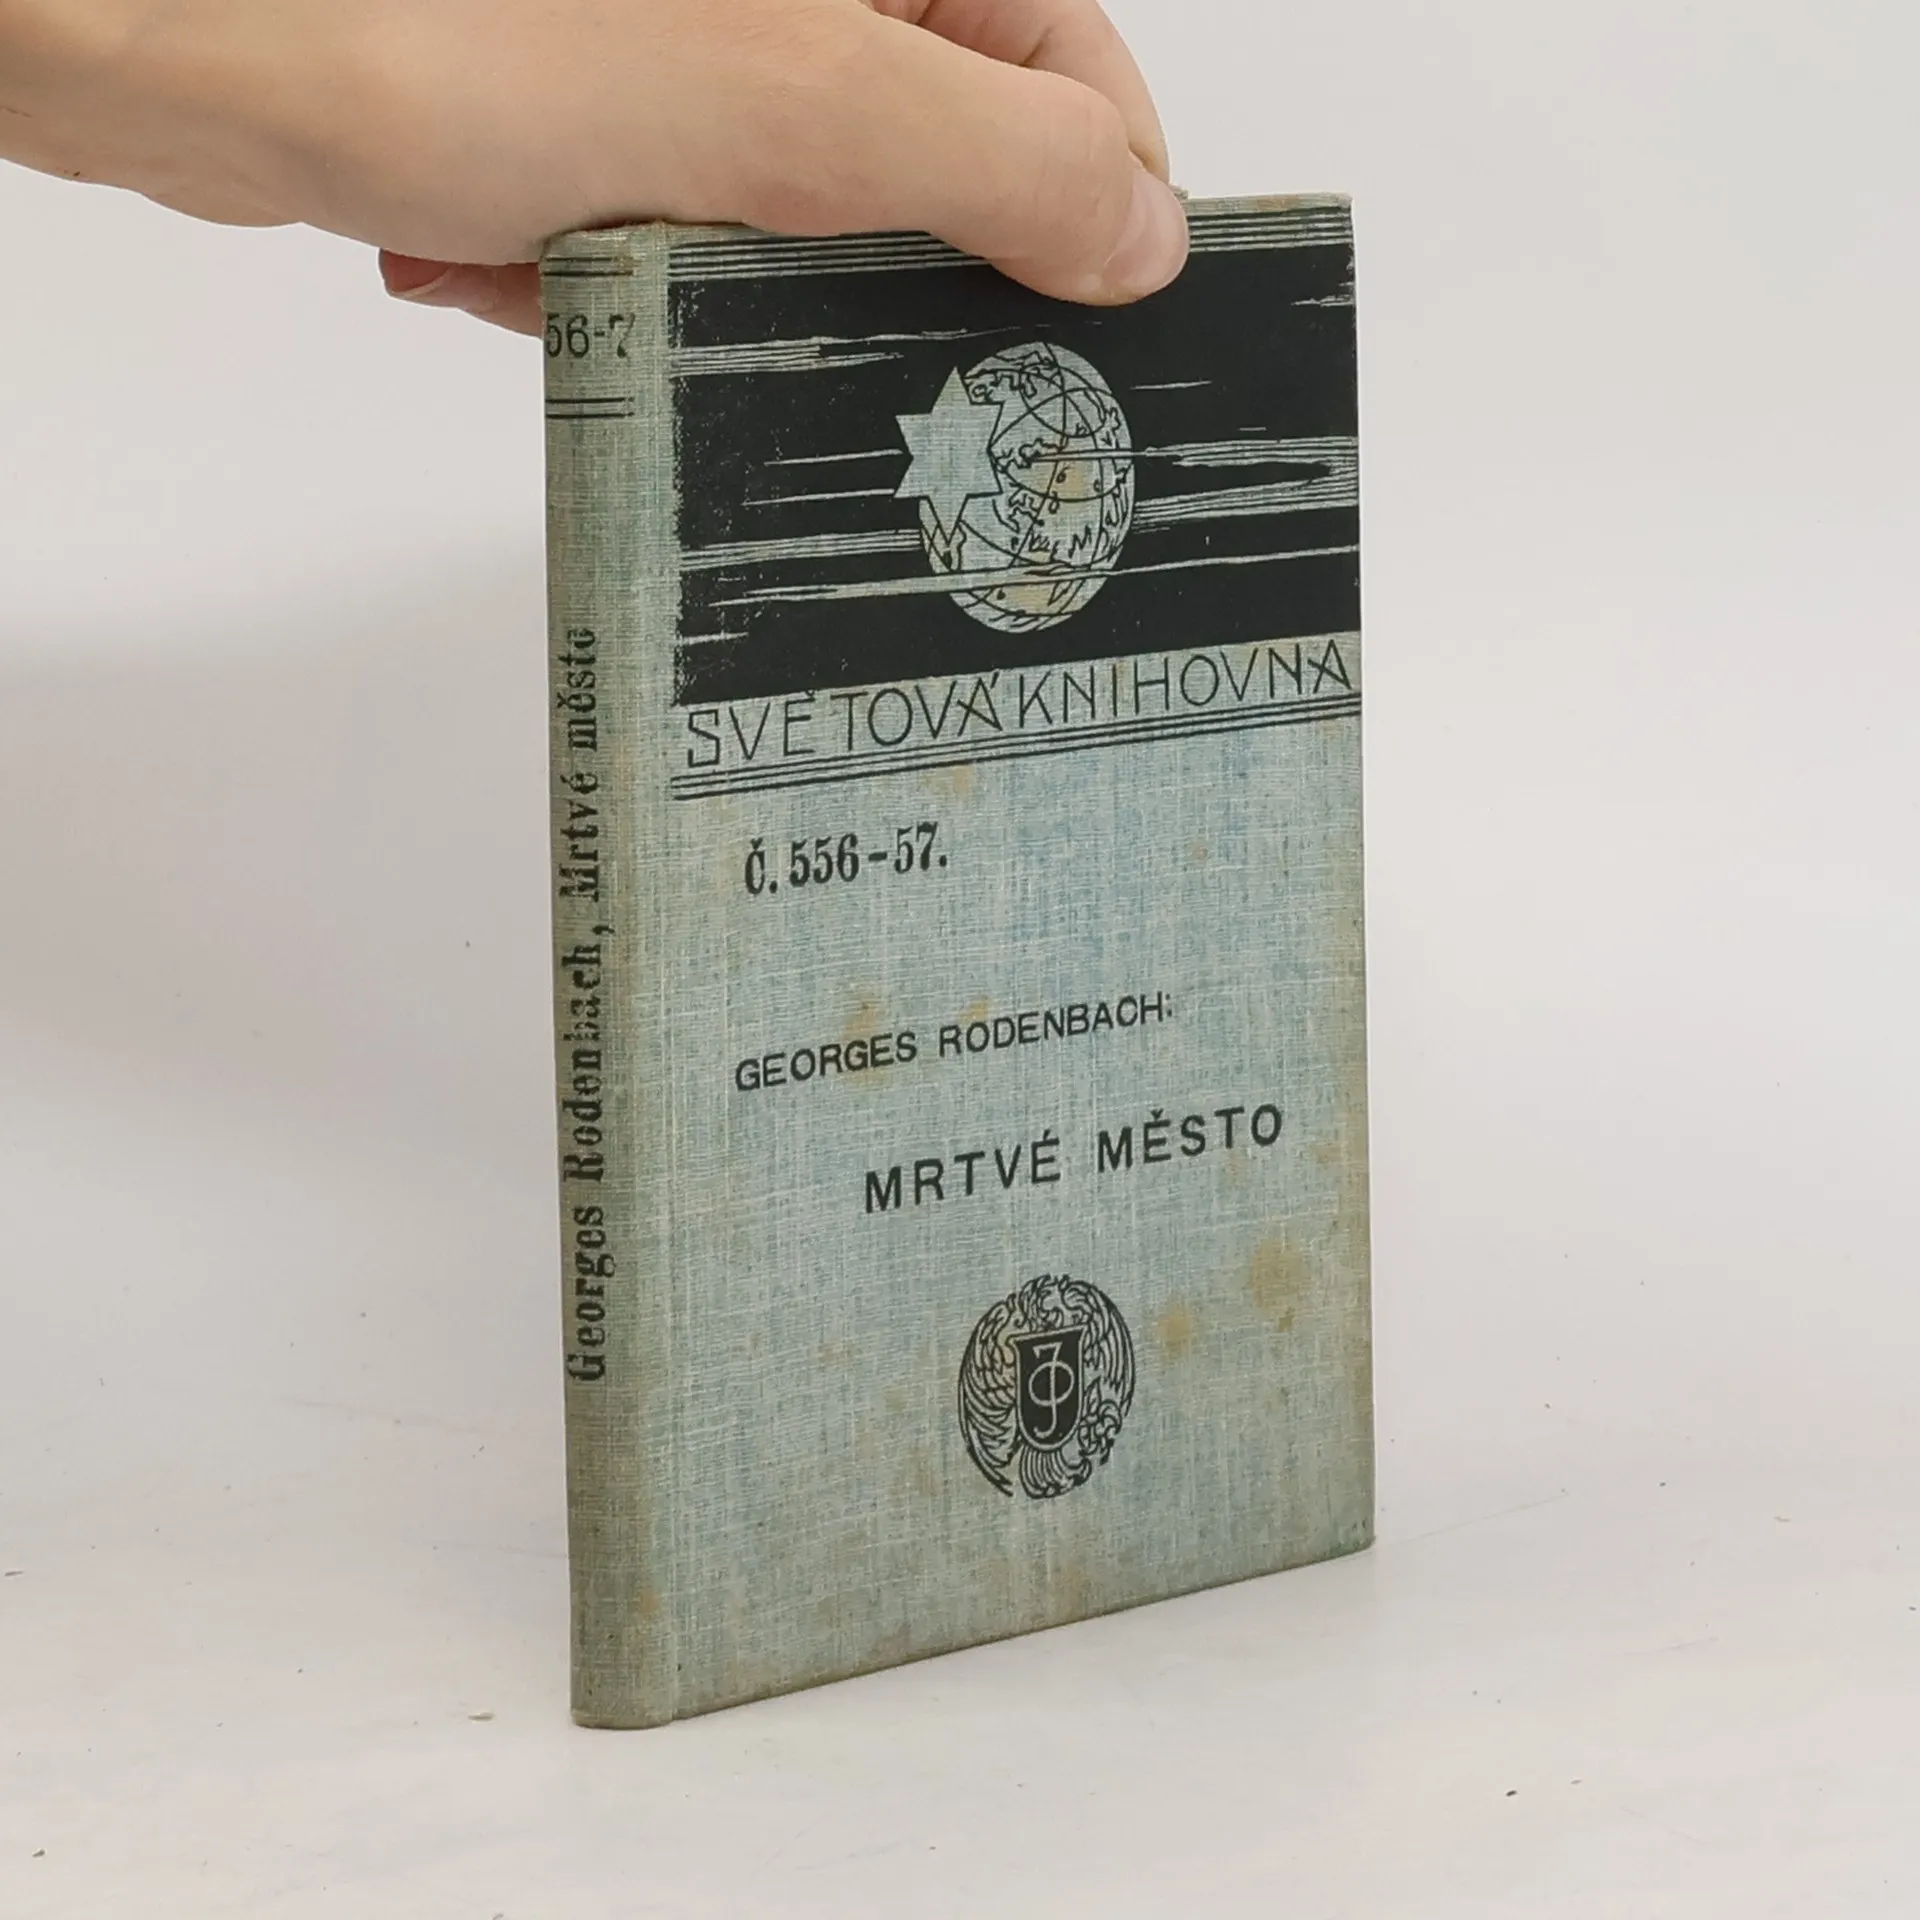 56-7
Georges Rodenbach, Mrtvé město
SVĚTOVÁ KNIHOVNA
Č. 556-57.
GEORGES RODENBACH:
MRTVÉ MĚSTO